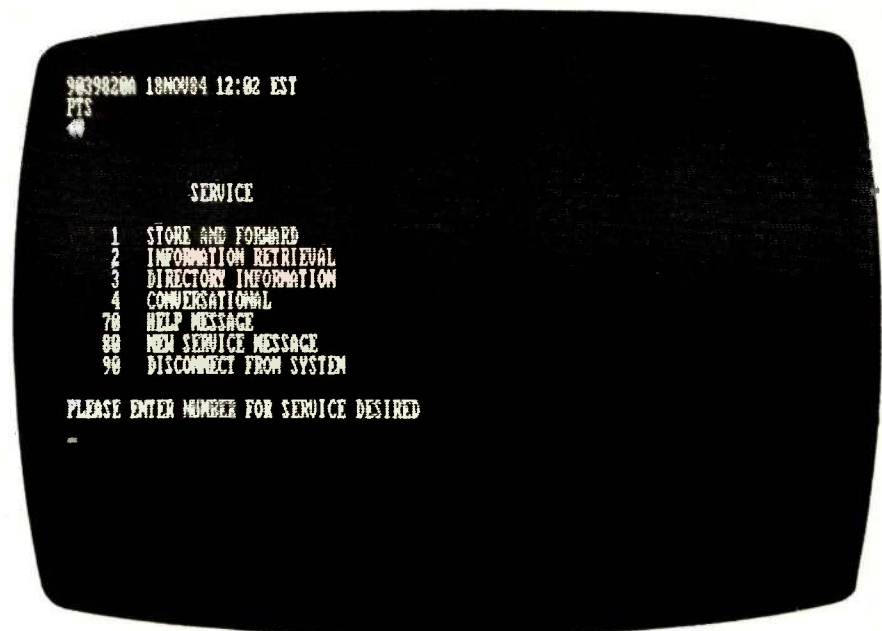 9039820A 18NOV84 12:02 EST
PTS
SERVICE
1 STORE AND FORWARD
2 INFORMATION RETRIEVAL
3 DIRECTORY INFORMATION
4 CONVERSATIONAL
70 HELP MESSAGE
80 NEW SERVICE MESSAGE
90 DISCONNECT FROM SYSTEM
PLEASE ENTER NUMBER FOR SERVICE DESIRED